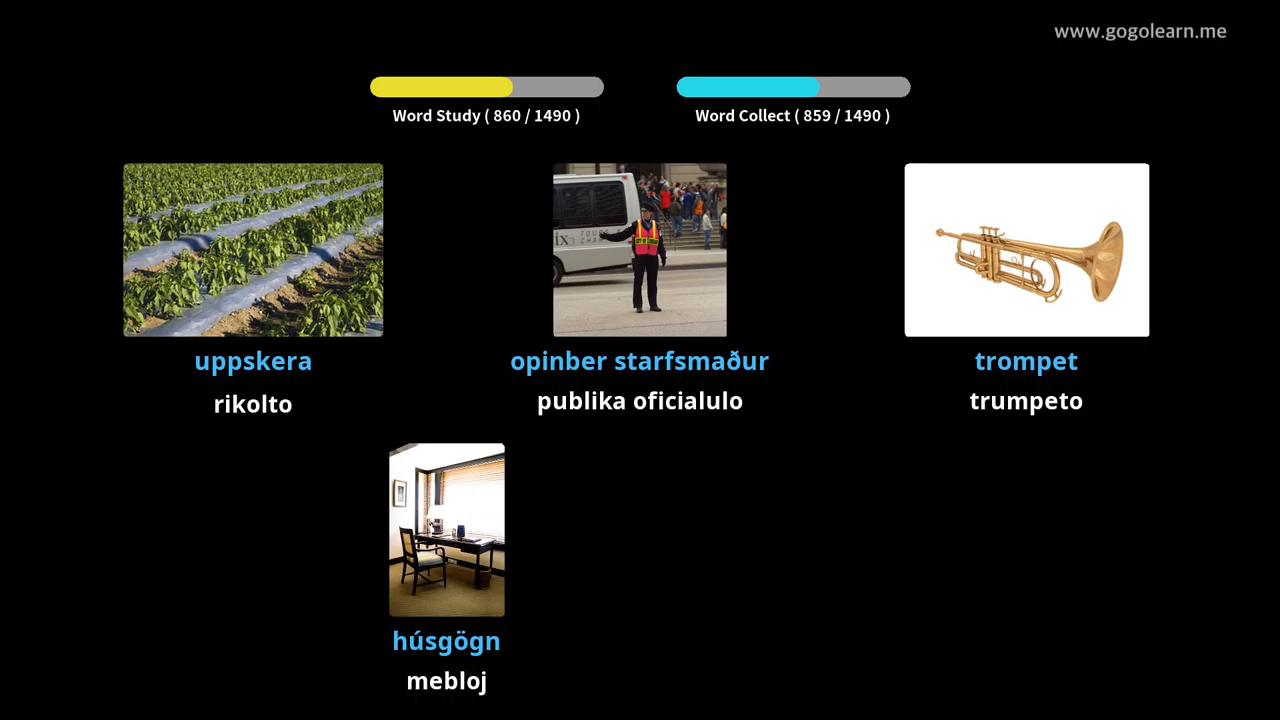 www.gogolearn.me
Word Study ( 860 / 1490 )
Word Collect ( 859 / 1490 )
uppskera
opinber starfsmaður
trompet
rikolto
publika oficialulo
trumpeto
húsgögn
mebloj